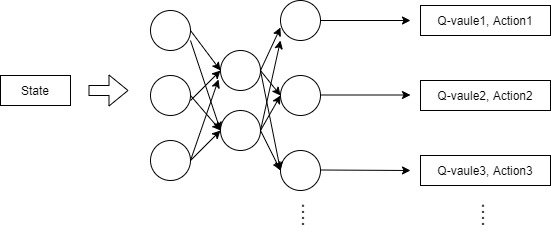 Q-vaule1, Action1
State
Q-vaule2, Action2
Q-vaule3, Action3